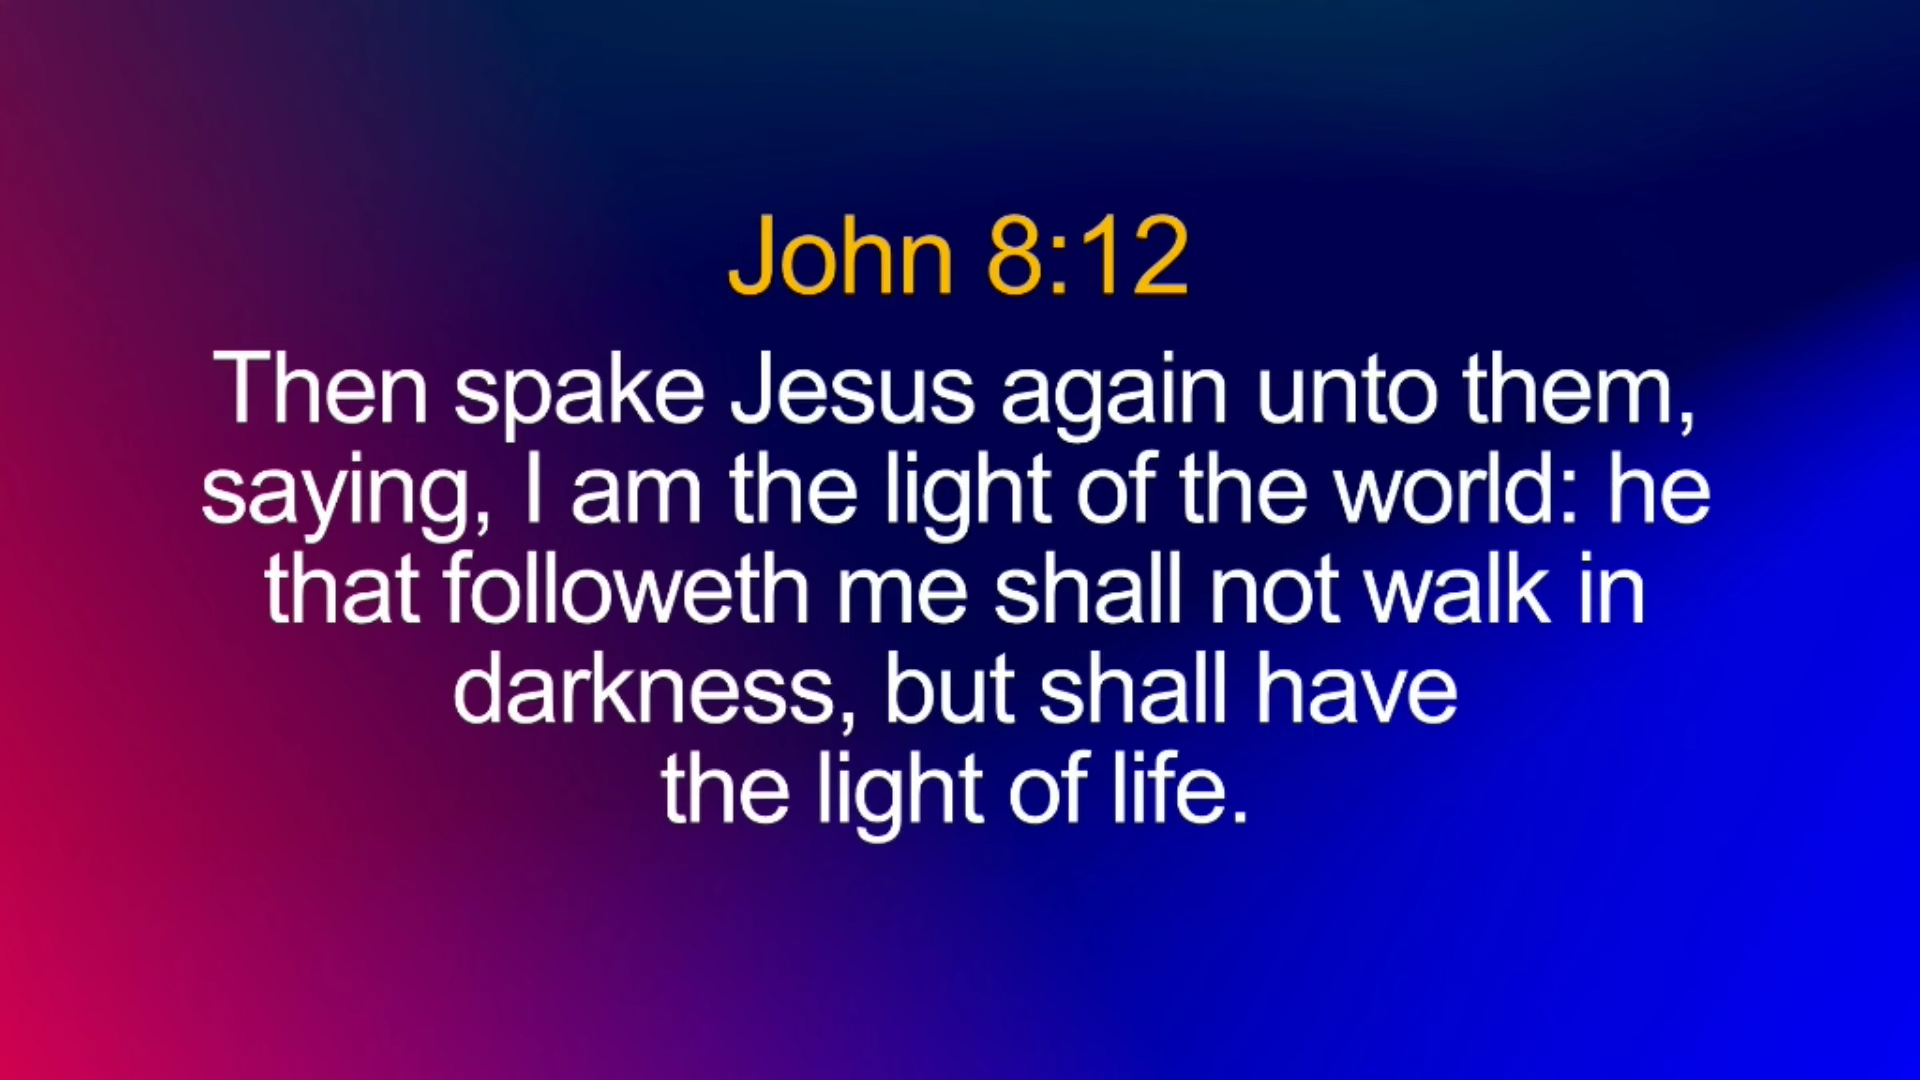 John 8:12
Then spake Jesus again unto them,
saying, I am the light of the world: he
that followeth me shall not walk in
darkness, but shall have
the light of life.